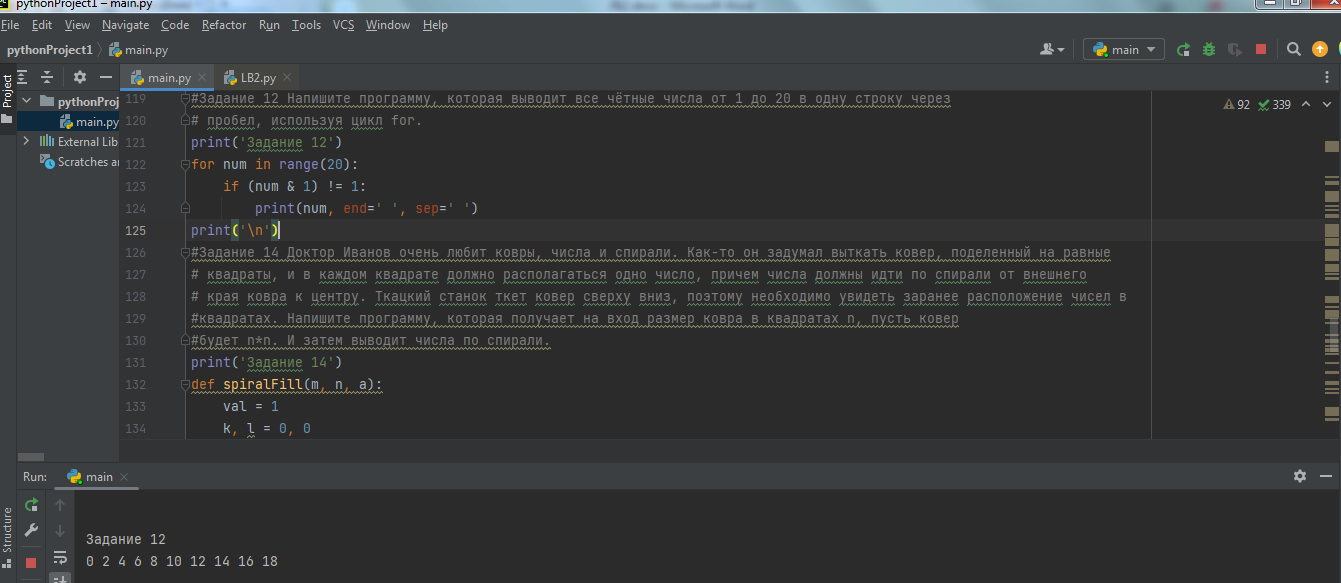 pythonProject1 – main.py
File Edit View Navigate Code Refactor Run Tools VCS Window Help
pythonProject1 main.py main
Project
main.py LB2.py
pythonProj
main.py
External Lib
Scratches a
92 339
119 #Задание 12 Напишите программу, которая выводит все чётные числа от 1 до 20 в одну строку через
120 # пробел, используя цикл for.
121 print('Задание 12')
122 for num in range(20):
123 if (num & 1) != 1:
124 print(num, end=' ', sep=' ')
125 print('\n')
126 #Задание 14 Доктор Иванов очень любит ковры, числа и спирали. Как-то он задумал выткать ковер, поделенный на равные
127 # квадраты, и в каждом квадрате должно располагаться одно число, причем числа должны идти по спирали от внешнего
128 # края ковра к центру. Ткацкий станок ткет ковер сверху вниз, поэтому необходимо увидеть заранее расположение чисел в
129 #квадратах. Напишите программу, которая получает на вход размер ковра в квадратах n, пусть ковер
130 #будет n*n. И затем выводит числа по спирали.
131 print('Задание 14')
132 def spiralFill(m, n, a):
133 val = 1
134 k, l = 0, 0
Run: main
Structure
Задание 12
0 2 4 6 8 10 12 14 16 18